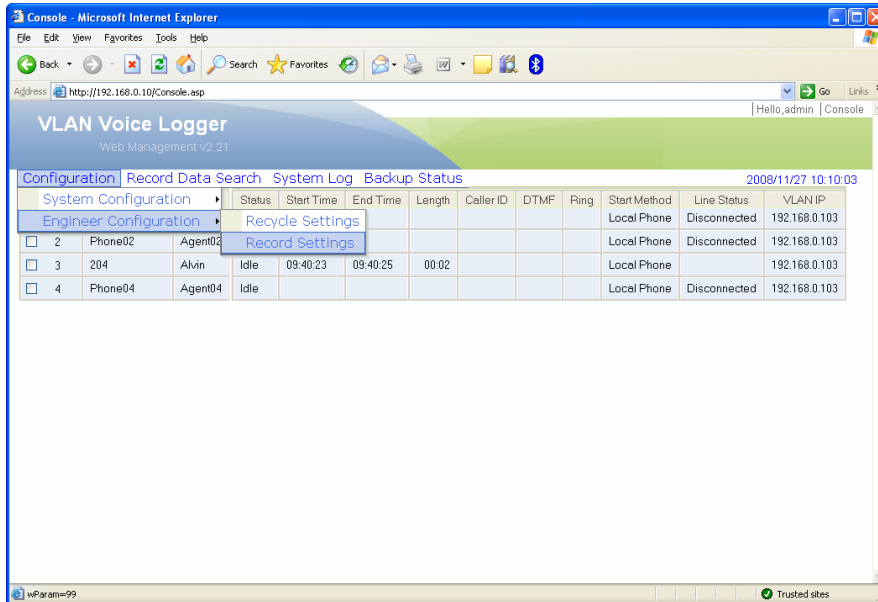 Console - Microsoft Internet Explorer
File Edit View Favorites Tools Help
Back Search Favorites
Address http://192.168.0.10/Console.asp Go Links
Hello,admin | Console
VLAN Voice Logger
Web Management v2.21
Configuration Record Data Search System Log Backup Status 2008/11/27 10:10:03
System Configuration Status Start Time End Time Length Caller ID DTMF Ring Start Method Line Status VLAN IP
Engineer Configuration Recycle Settings Local Phone Disconnected 192.168.0.103
2 Phone02 Agent02 Record Settings Local Phone Disconnected 192.168.0.103
3 204 Alvin Idle 09:40:23 09:40:25 00:02 Local Phone 192.168.0.103
4 Phone04 Agent04 Idle Local Phone Disconnected 192.168.0.103
wParam=99 Trusted sites